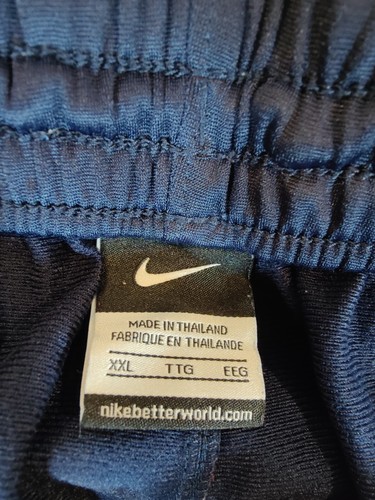 MADE IN THAILAND
FABRIQUE EN THAILANDE
XXL TTG EEG
nikebetterworld.com